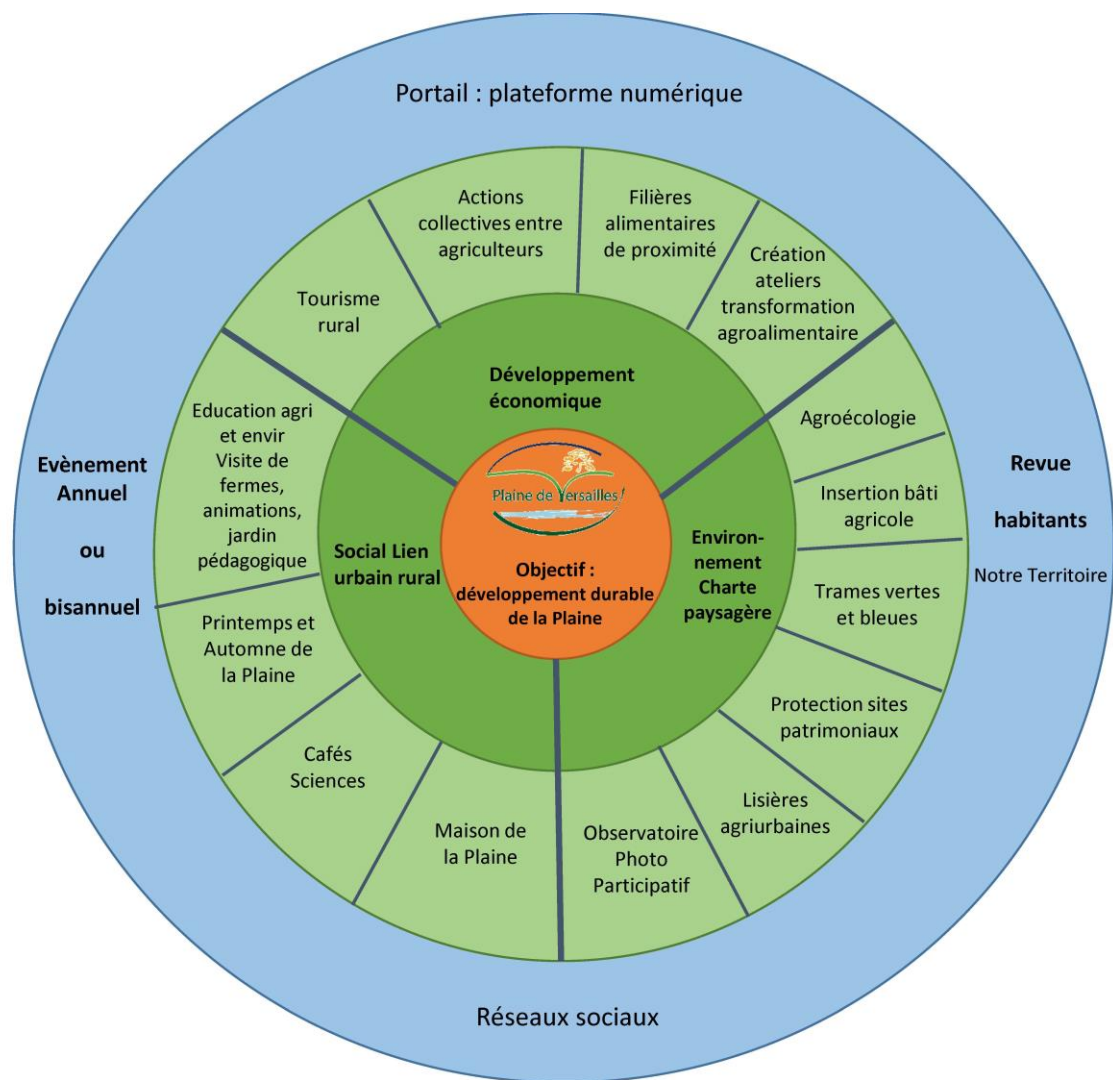 Portail : plateforme numérique
Actions
collectives entre
agriculteurs
Filières
alimentaires
de proximité
Création
ateliers
transformation
agroalimentaire
Tourisme
rural
Développement
économique
Education agri
et envir
Visite de
fermes,
animations,
jardin
pédagogique
Agroécologie
Insertion bâti
agricole
Evènement
Annuel
ou
bisannuel
Revue
habitants
Notre Territoire
Plaine de Versailles !
Social Lien
urbain rural
Objectif :
développement durable
de la Plaine
Environ-
nement
Charte
paysagère
Trames vertes
et bleues
Printemps et
Automne de
la Plaine
Protection sites
patrimoniaux
Cafés
Sciences
Lisières
agriurbaines
Maison de
la Plaine
Observatoire
Photo
Participatif
Réseaux sociaux